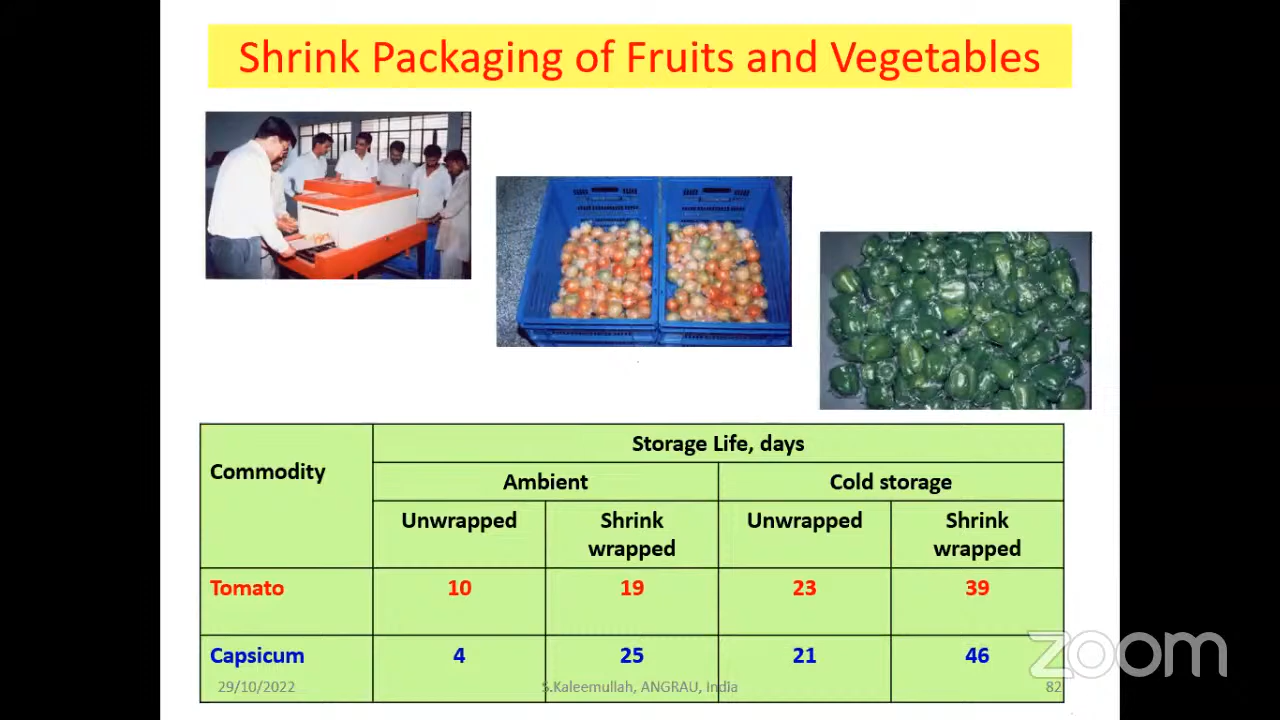 Shrink Packaging of Fruits and Vegetables
Commodity
Storage Life, days
Ambient
Cold storage
Unwrapped
Shrink
wrapped
Unwrapped
Shrink
wrapped
Tomato
10
19
23
39
Capsicum
4
25
21
46
29/10/2022
S.Kaleemullah, ANGRAU, India
82
zoom